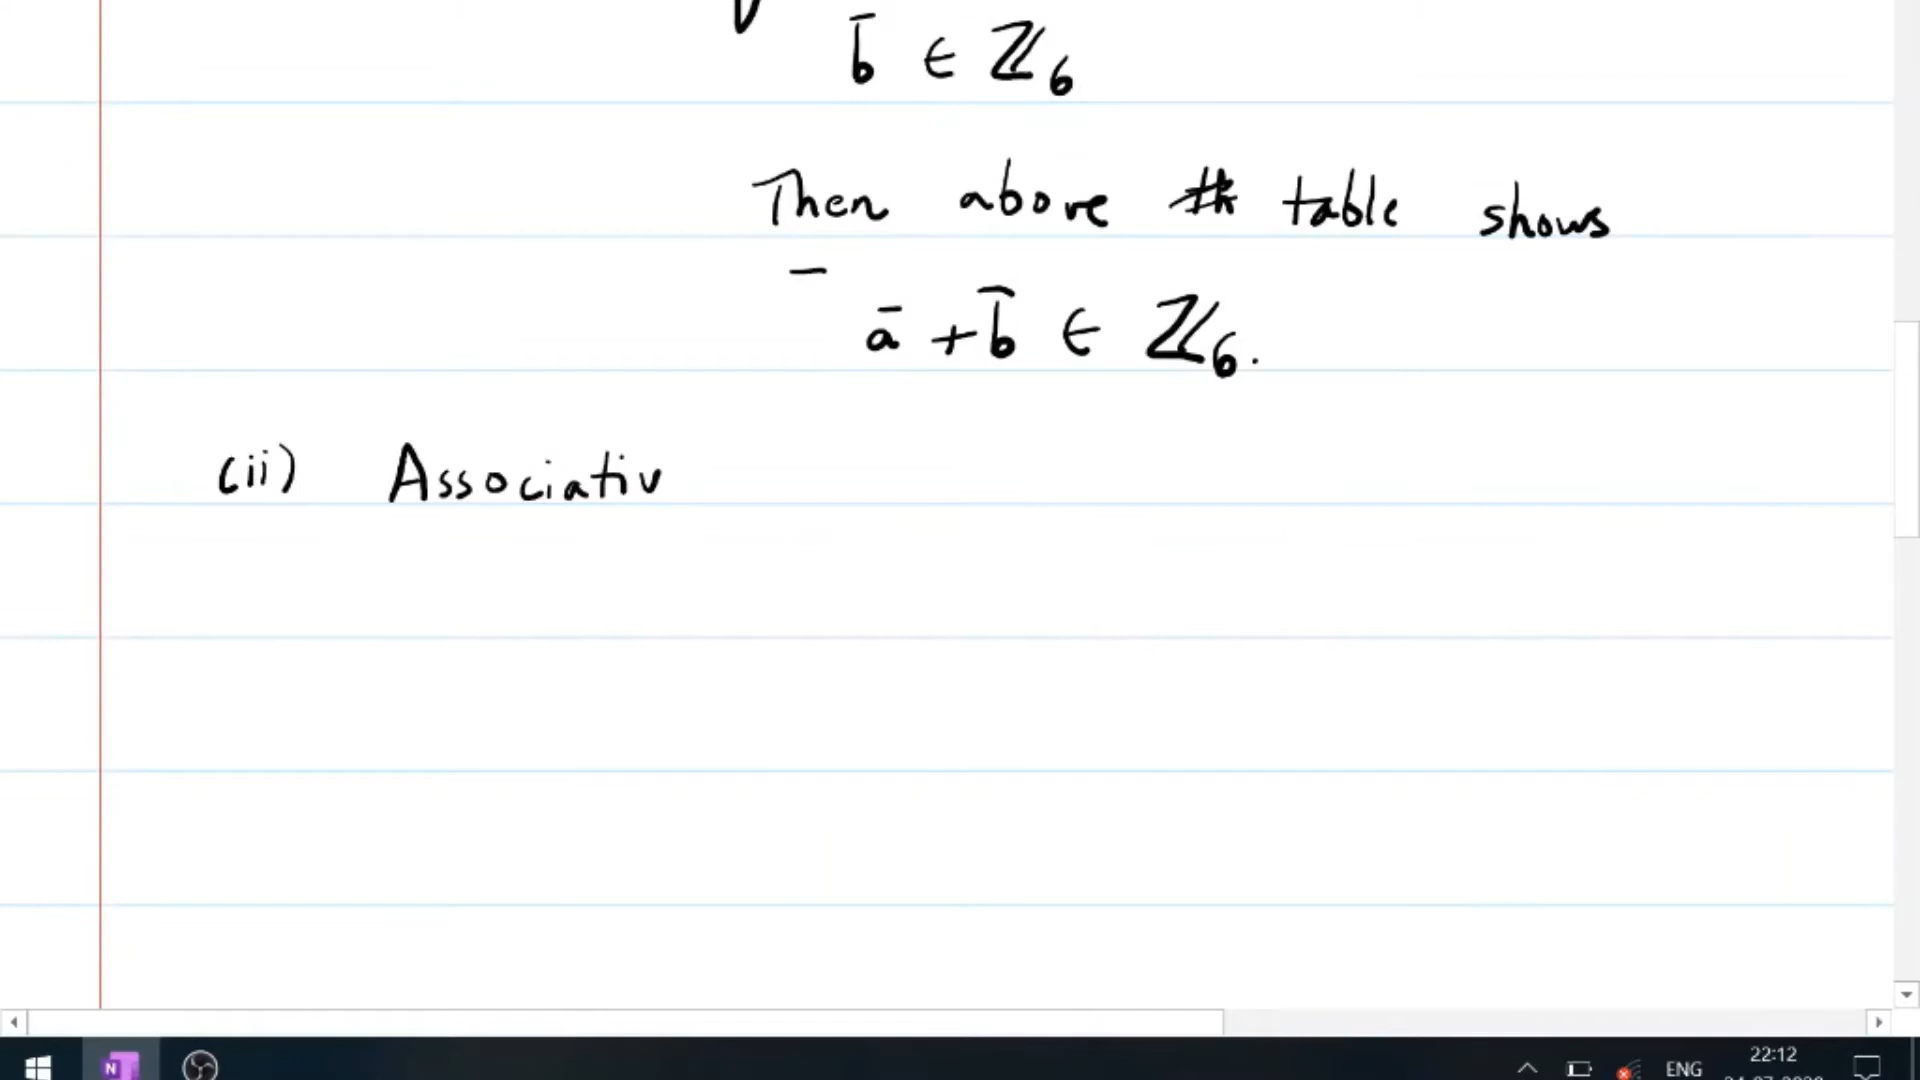 b̄ ∈ ℤ₆
Then above table shows
ā + b̄ ∈ ℤ₆.
(ii) Associativ
ENG
22:12